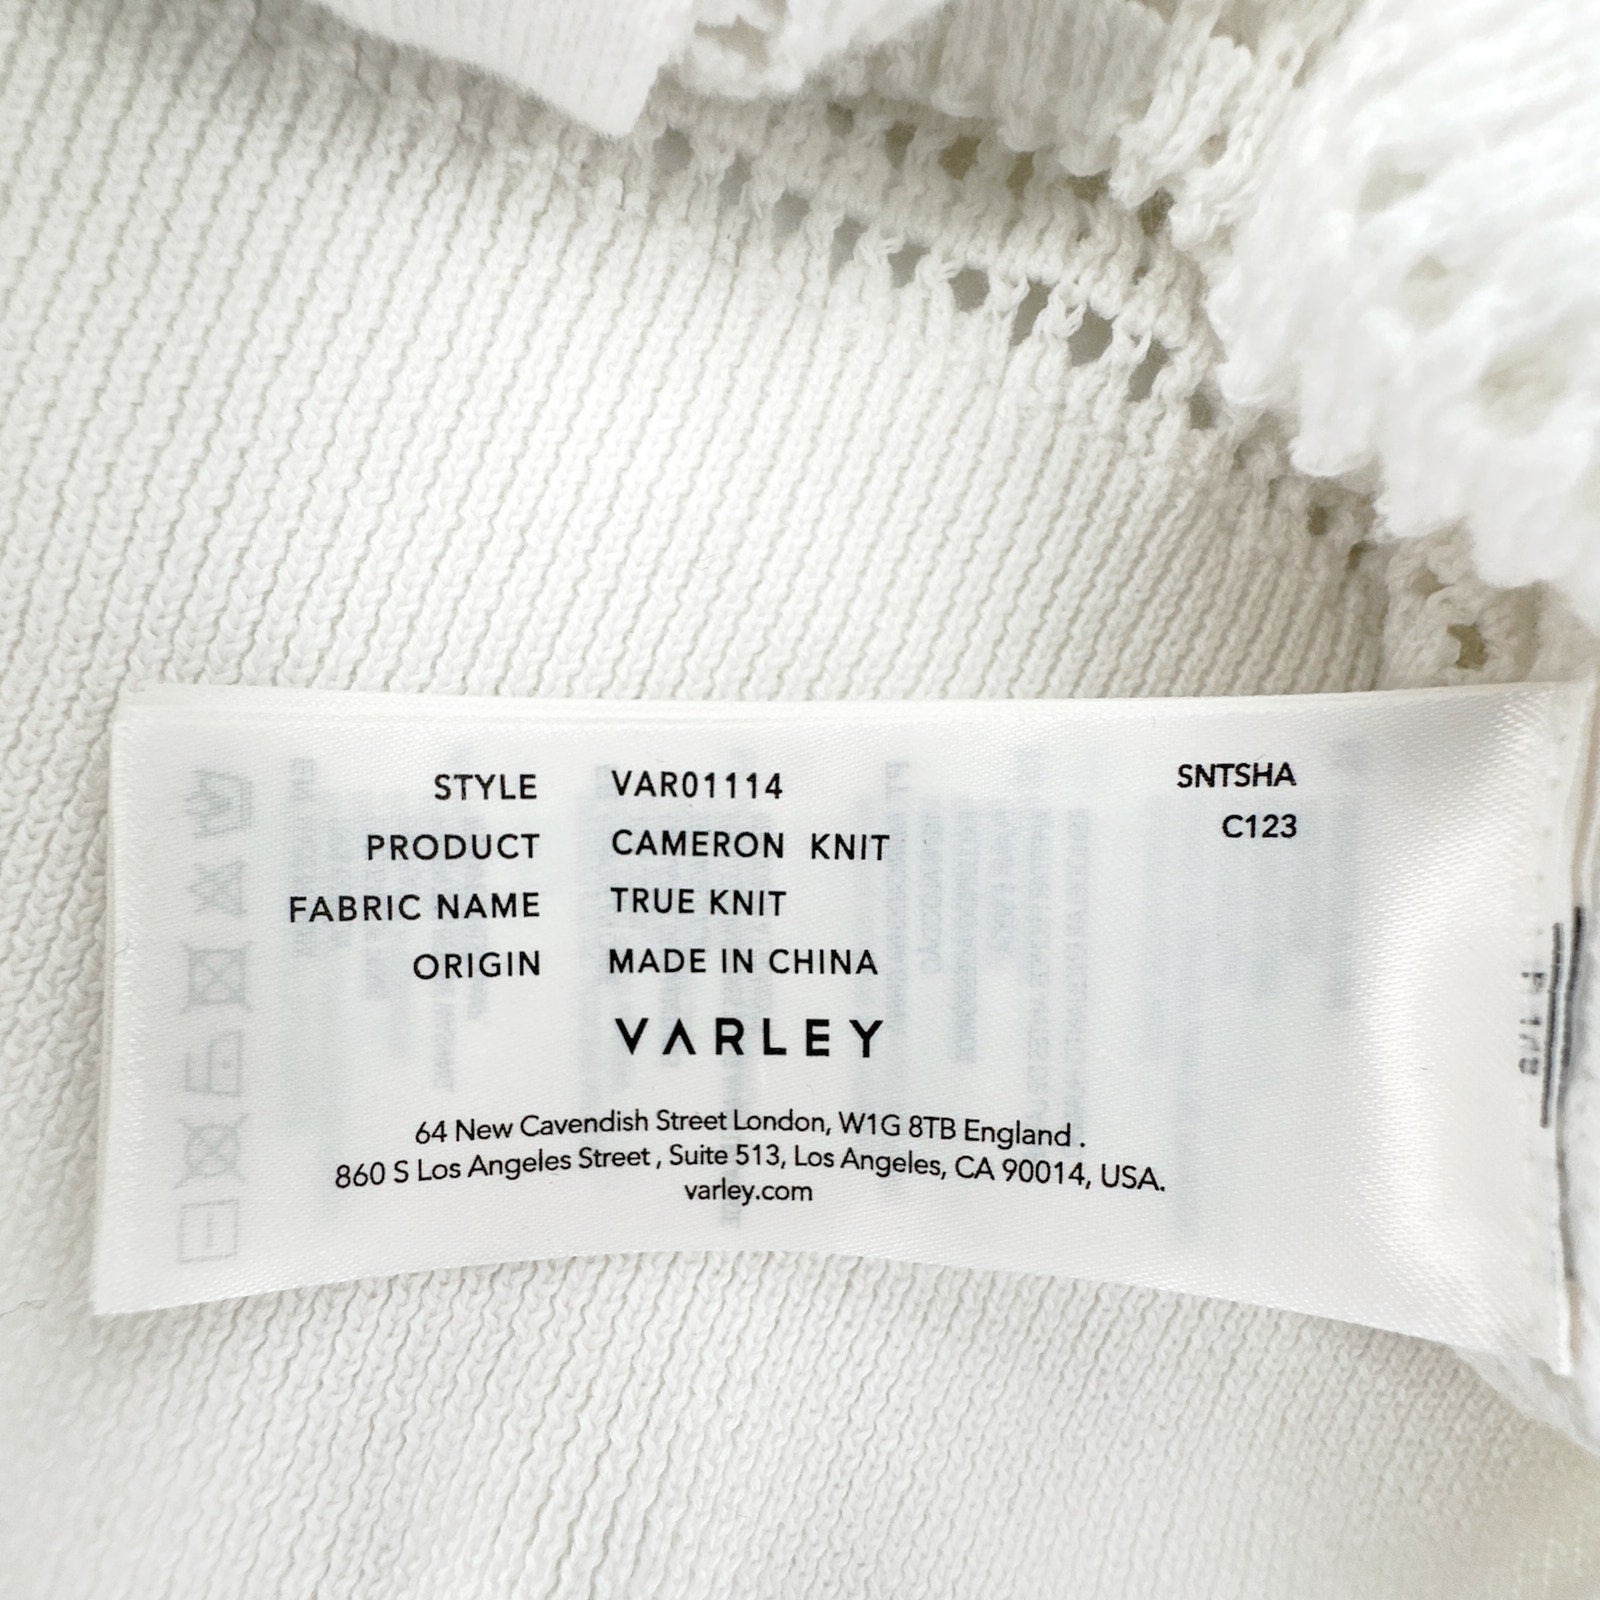 STYLE VAR01114
PRODUCT CAMERON KNIT
FABRIC NAME TRUE KNIT
ORIGIN MADE IN CHINA
SNTSHA
C123
VARLEY
64 New Cavendish Street London, W1G 8TB England .
860 S Los Angeles Street , Suite 513, Los Angeles, CA 90014, USA.
varley.com